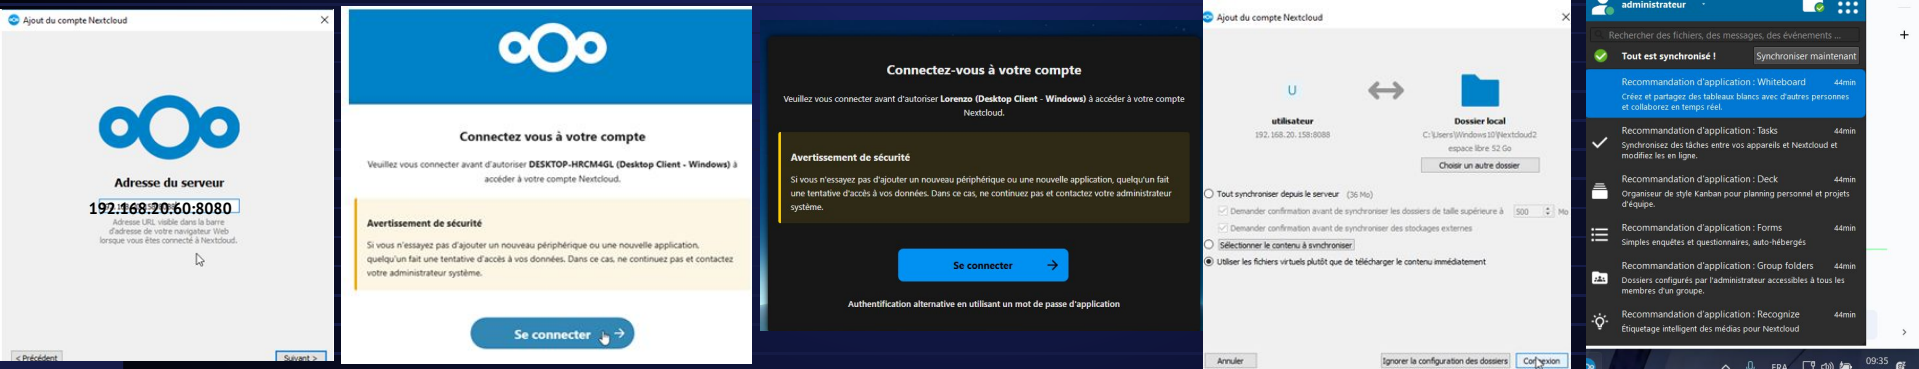 Ajout du compte Nextcloud
Adresse du serveur
192.168.20.60:8080
Adresse URL visible dans la barre
d'adresse de votre navigateur Web
lorsque vous êtes connecté à Nextcloud.
< Précédent
Suivant >
Connectez vous à votre compte
Veuillez vous connecter avant d'autoriser DESKTOP-HRCM4GL (Desktop Client - Windows) à
accéder à votre compte Nextcloud.
Avertissement de sécurité
Si vous n'essayez pas d'ajouter un nouveau périphérique ou une nouvelle application,
quelqu'un fait une tentative d'accès à vos données. Dans ce cas, ne continuez pas et contactez
votre administrateur système.
Se connecter
Connectez-vous à votre compte
Veuillez vous connecter avant d'autoriser Lorenzo (Desktop Client - Windows) à accéder à votre compte
Nextcloud.
Avertissement de sécurité
Si vous n'essayez pas d'ajouter un nouveau périphérique ou une nouvelle application, quelqu'un fait
une tentative d'accès à vos données. Dans ce cas, ne continuez pas et contactez votre administrateur
système.
Se connecter
Authentification alternative en utilisant un mot de passe d'application
Ajout du compte Nextcloud
U
utilisateur
192.168.20.158:8088
Dossier local
C:\Users\Windows10\Nextcloud2
espace libre 52 Go
Choisir un autre dossier
Tout synchroniser depuis le serveur (36 Mo)
Demander confirmation avant de synchroniser les dossiers de taille supérieure à 500 Mo
Demander confirmation avant de synchroniser des stockages externes
Sélectionner le contenu à synchroniser
Utiliser les fichiers virtuels plutôt que de télécharger le contenu immédiatement
Annuler
Ignorer la configuration des dossiers
Connexion
administrateur
Rechercher des fichiers, des messages, des événements ...
Tout est synchronisé !
Synchroniser maintenant
Recommandation d'application : Whiteboard 44min
Créez et partagez des tableaux blancs avec d'autres personnes
et collaborez en temps réel.
Recommandation d'application : Tasks 44min
Synchronisez des tâches entre vos appareils et Nextcloud et
modifiez les en ligne.
Recommandation d'application : Deck 44min
Organiseur de style Kanban pour planning personnel et projets
d'équipe.
Recommandation d'application : Forms 44min
Simples enquêtes et questionnaires, auto-hébergés
Recommandation d'application : Group folders 44min
Dossiers configurés par l'administrateur accessibles à tous les
membres d'un groupe.
Recommandation d'application : Recognize 44min
Étiquetage intelligent des médias pour Nextcloud
FRA
09:35